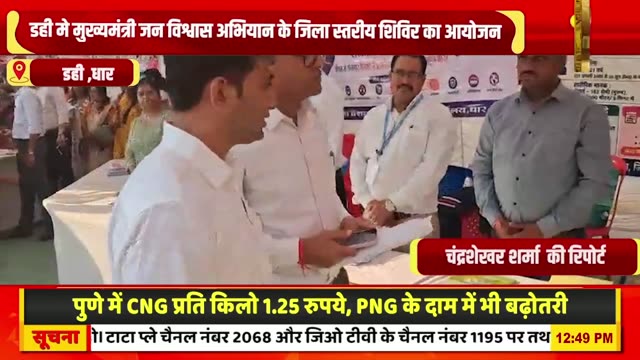 डही मे मुख्यमंत्री जन विश्वास अभियान के जिला स्तरीय शिविर का आयोजन
डही ,धार
चंद्रशेखर शर्मा की रिपोर्ट
पुणे में CNG प्रति किलो 1.25 रुपये, PNG के दाम में भी बढ़ोतरी
सूचना
टाटा प्ले चैनल नंबर 2068 और जिओ टीवी के चैनल नंबर 1195 पर तथ
12:49 PM